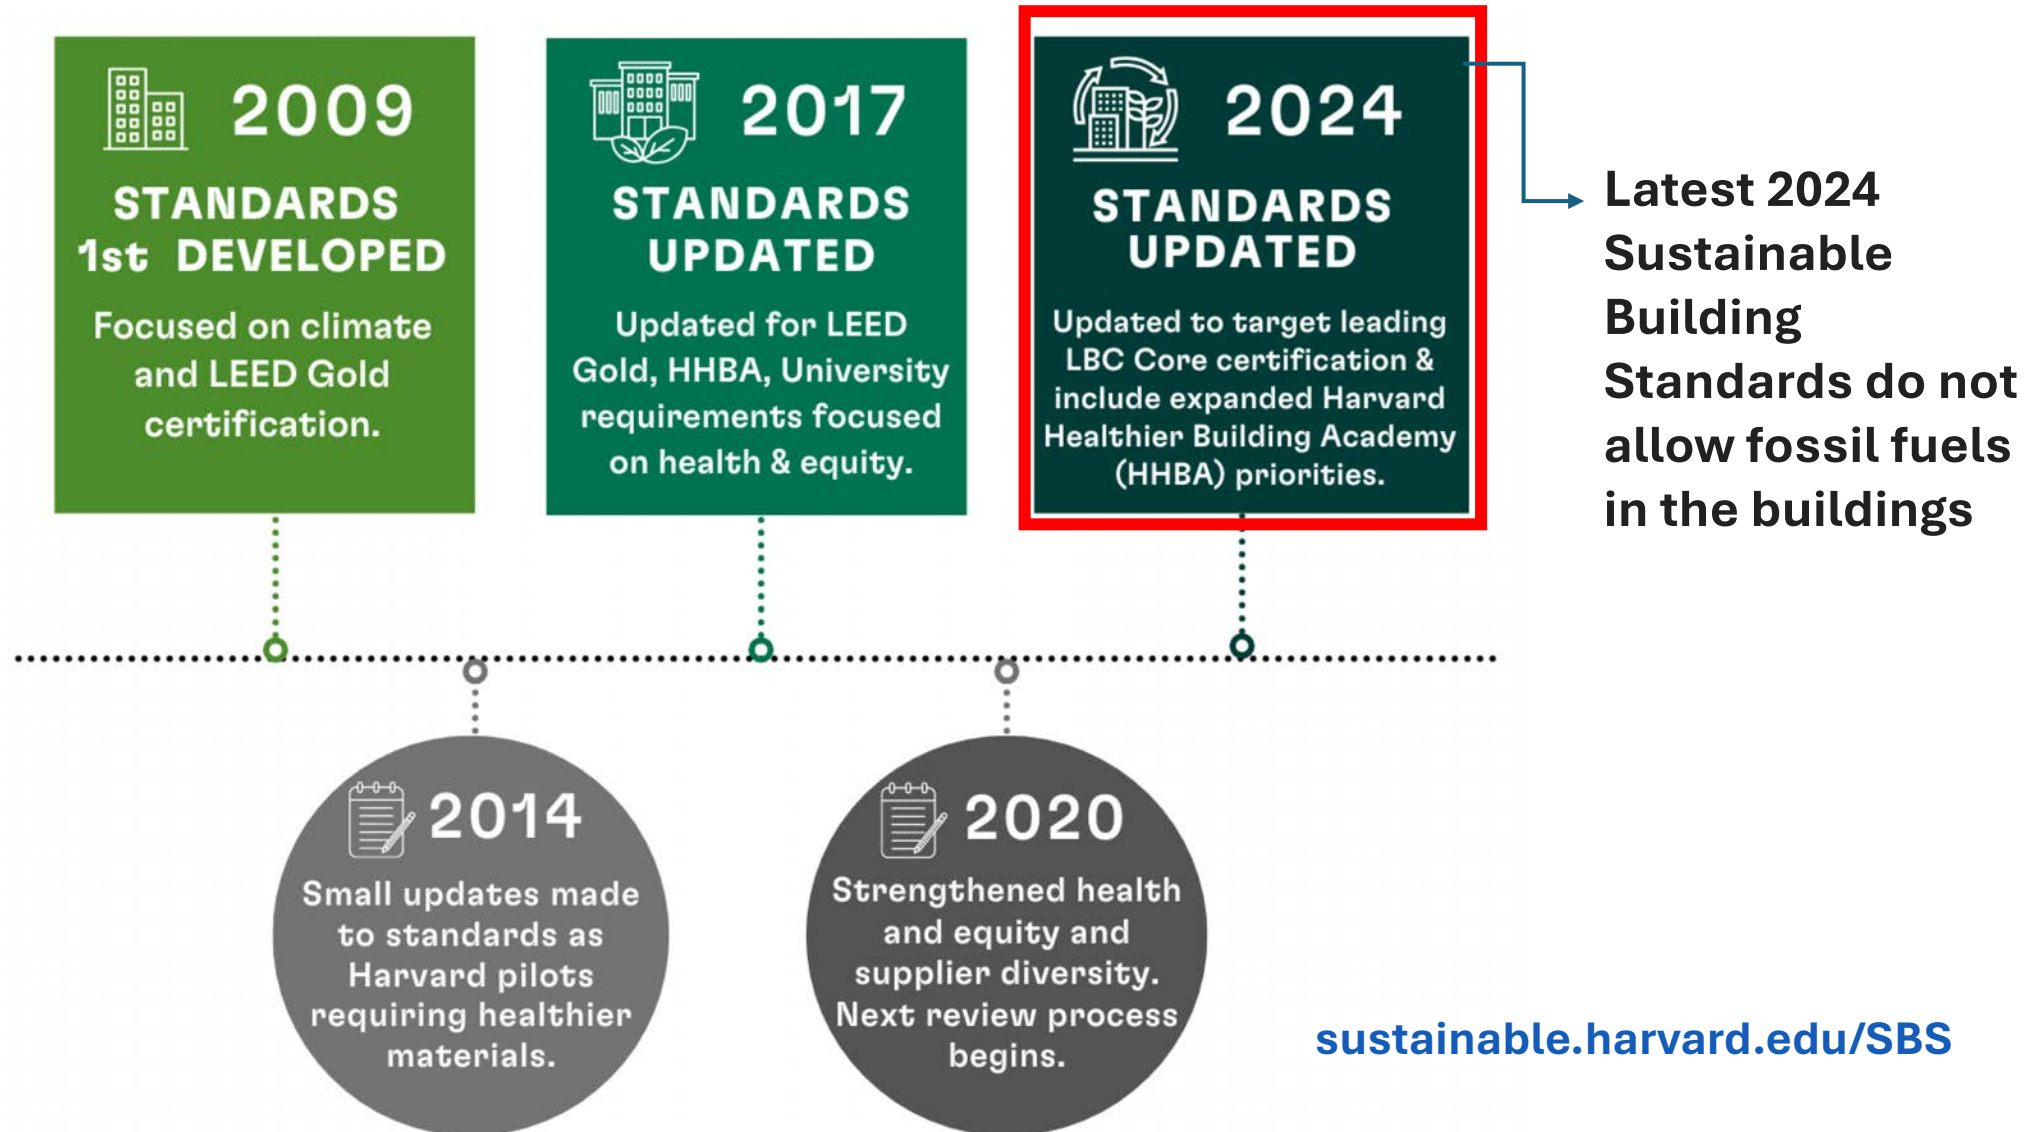 2009
STANDARDS
1st DEVELOPED
Focused on climate
and LEED Gold
certification.
2017
STANDARDS
UPDATED
Updated for LEED
Gold, HHBA, University
requirements focused
on health & equity.
2024
STANDARDS
UPDATED
Updated to target leading
LBC Core certification &
include expanded Harvard
Healthier Building Academy
(HHBA) priorities.
Latest 2024
Sustainable
Building
Standards do not
allow fossil fuels
in the buildings
2014
Small updates made
to standards as
Harvard pilots
requiring healthier
materials.
2020
Strengthened health
and equity and
supplier diversity.
Next review process
begins.
sustainable.harvard.edu/SBS